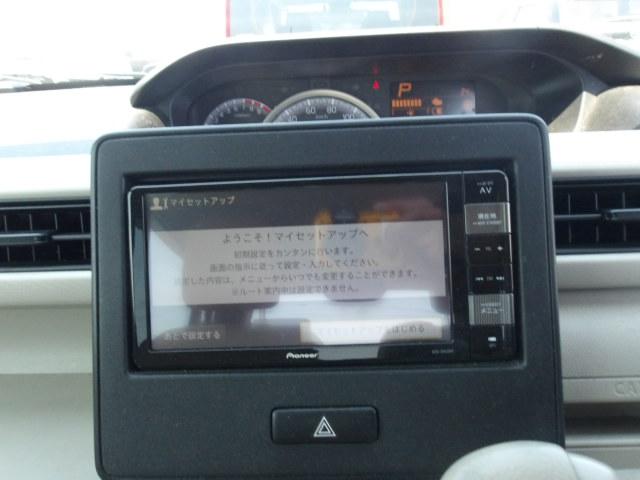 P
60
80
100
マイセットアップ
ようこそ!マイセットアップへ
初期設定をカンタンに行います。
画面の指示に従って設定・入力してください。
設定した内容は、メニューからいつでも変更することができます。
※ルート案内中は設定できません。
あとで設定する
マイセットアップをはじめる
Pioneer
AV
現在地
メニュー
CA